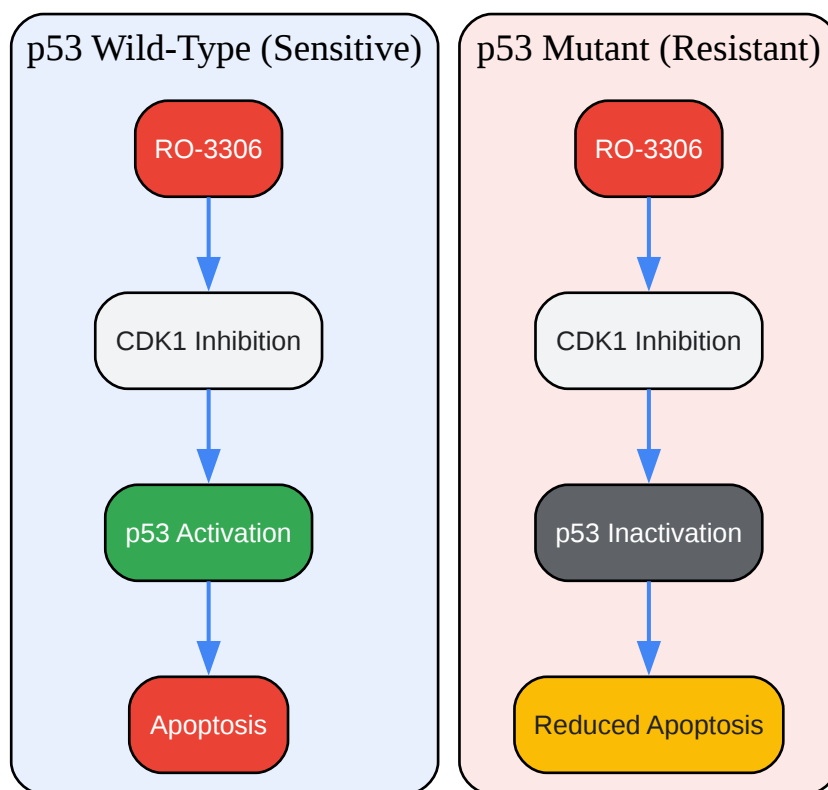 p53 Wild-Type (Sensitive)
RO-3306
CDK1 Inhibition
p53 Activation
Apoptosis
p53 Mutant (Resistant)
RO-3306
CDK1 Inhibition
p53 Inactivation
Reduced Apoptosis